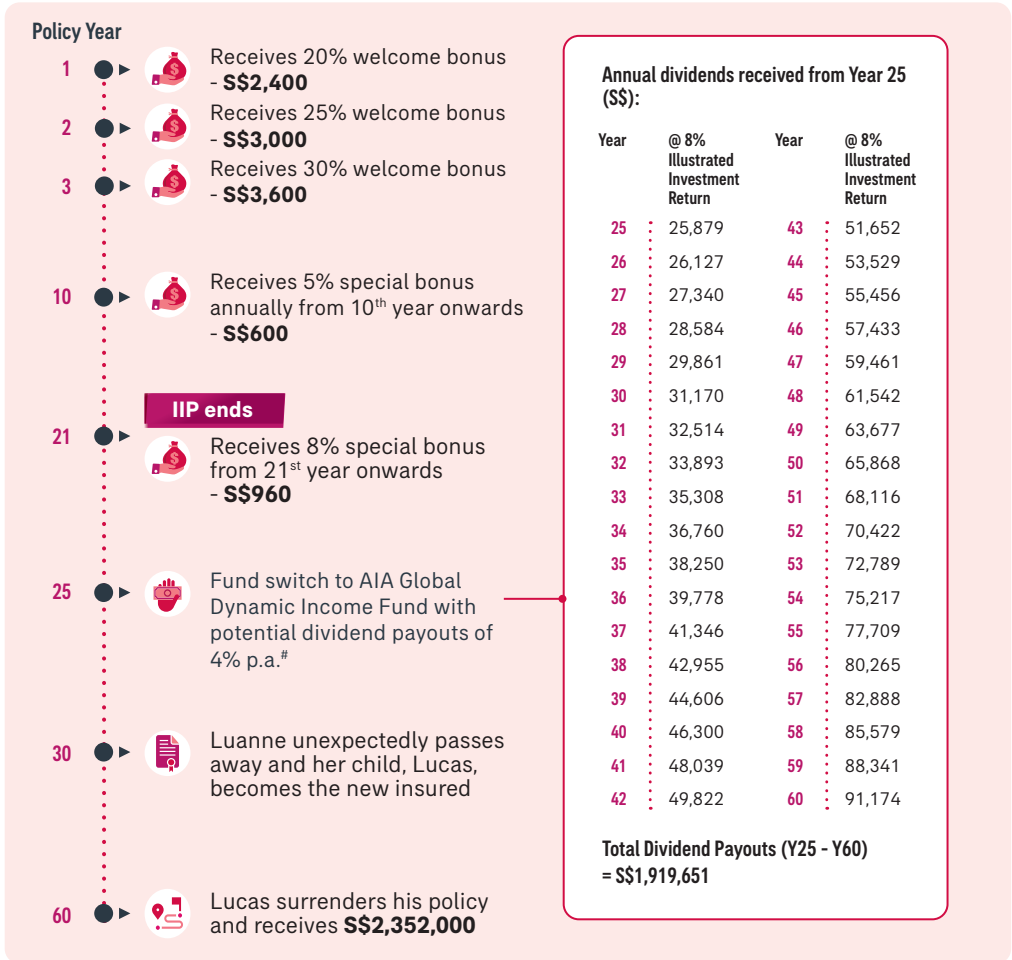 Policy Year
1
Receives 20% welcome bonus
- S$2,400
2
Receives 25% welcome bonus
- S$3,000
3
Receives 30% welcome bonus
- S$3,600
10
Receives 5% special bonus
annually from 10th year onwards
- S$600
IIP ends
21
Receives 8% special bonus
from 21st year onwards
- S$960
25
Fund switch to AIA Global
Dynamic Income Fund with
potential dividend payouts of
4% p.a.#
30
Luanne unexpectedly passes
away and her child, Lucas,
becomes the new insured
60
Lucas surrenders his policy
and receives S$2,352,000
Annual dividends received from Year 25
(S$):
Year @ 8% Year @ 8%
Illustrated Illustrated
Investment Investment
Return Return
25 25,879 43 51,652
26 26,127 44 53,529
27 27,340 45 55,456
28 28,584 46 57,433
29 29,861 47 59,461
30 31,170 48 61,542
31 32,514 49 63,677
32 33,893 50 65,868
33 35,308 51 68,116
34 36,760 52 70,422
35 38,250 53 72,789
36 39,778 54 75,217
37 41,346 55 77,709
38 42,955 56 80,265
39 44,606 57 82,888
40 46,300 58 85,579
41 48,039 59 88,341
42 49,822 60 91,174
Total Dividend Payouts (Y25 - Y60)
= S$1,919,651